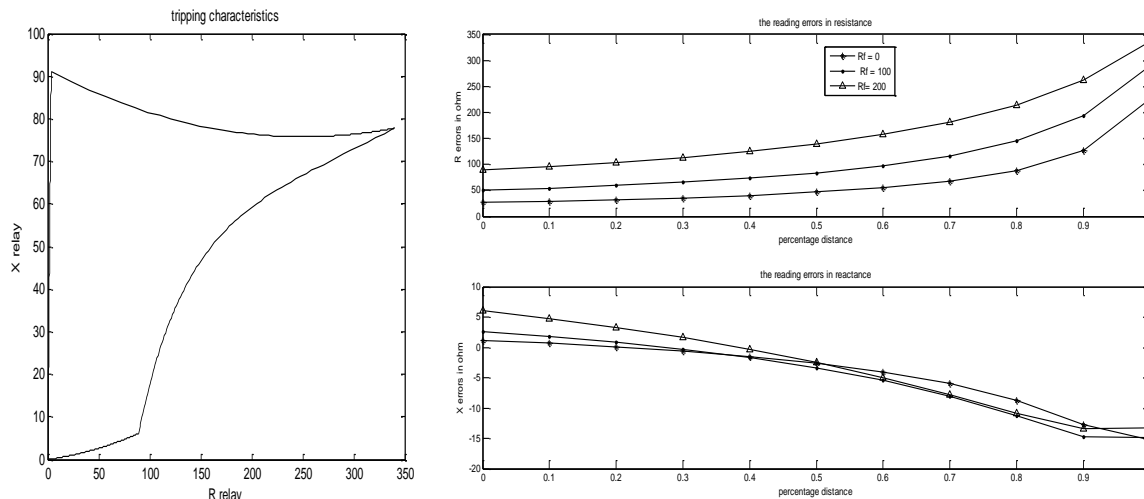 tripping characteristics
100
90
80
70
60
50
40
30
20
10
0
0 50 100 150 200 250 300 350
X relay
R relay
the reading errors in resistance
350
300
250
200
150
100
50
0
R errors in ohm
Rf = 0
Rf = 100
Rf= 200
0 0.1 0.2 0.3 0.4 0.5 0.6 0.7 0.8 0.9
percentage distance
the reading errors in reactance
10
5
0
-5
-10
-15
-20
X errors in ohm
0 0.1 0.2 0.3 0.4 0.5 0.6 0.7 0.8 0.9
percentage distance